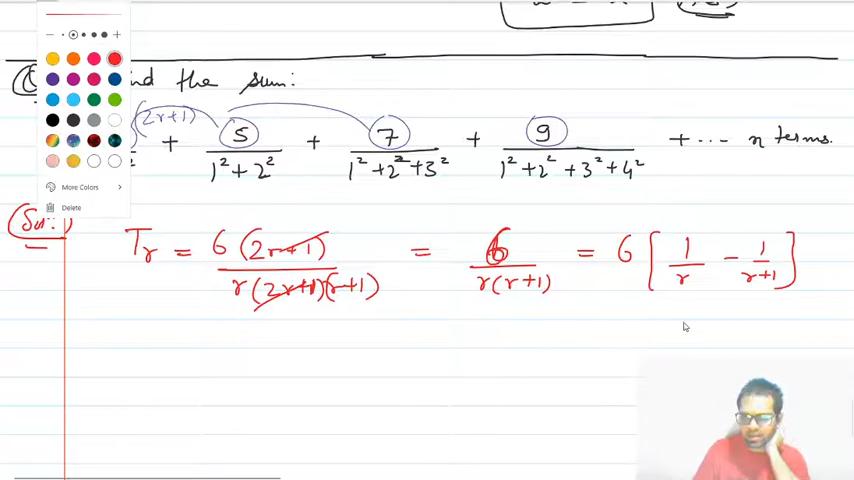 find the sum:
(2r+1)
+ 5/(1²+2²) + 7/(1²+2²+3²) + 9/(1²+2²+3²+4²) + ... n terms.
More Colors
Delete
Sol:
Tr = 6(2r+1)/(r(2r+1)(r+1)) = 6/(r(r+1)) = 6[1/r - 1/(r+1)]